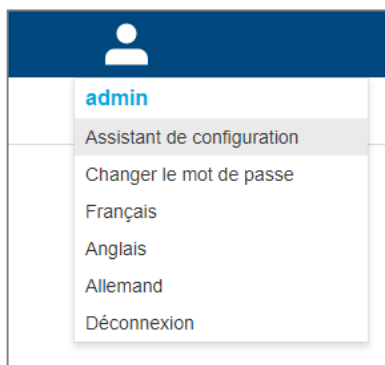 admin
Assistant de configuration
Changer le mot de passe
Français
Anglais
Allemand
Déconnexion